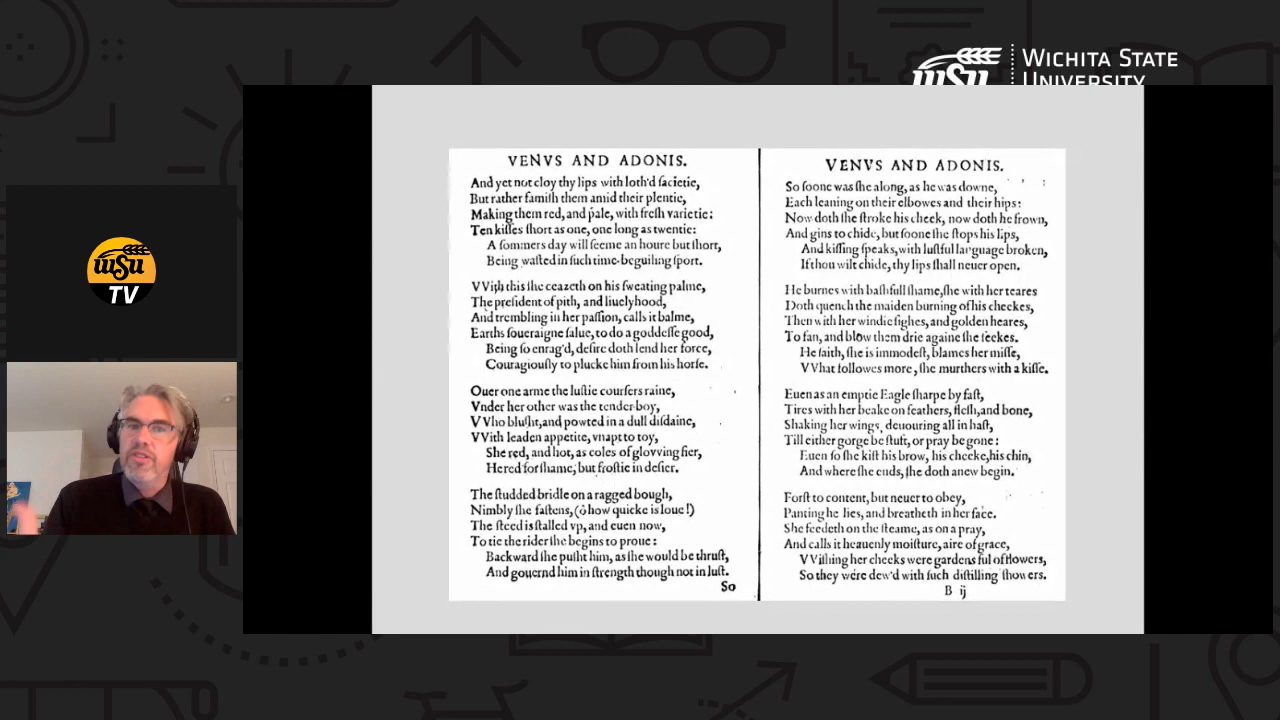 wsu
WICHITA STATE
UNIVERSITY
wsu
TV
VENVS AND ADONIS.
And yet not cloy thy lips with loth'd ſacietie,
But rather famiſh them amid their plentie,
Making them red, and pale, with freſh varietie:
Ten kiſſes ſhort as one, one long as twentie:
A ſommers day will ſeeme an houre but ſhort,
Being waſted in ſuch time-beguiling ſport.
VVith this ſhe ceazeth on his ſweating palme,
The preſident of pith, and liuelyhood,
And trembling in her paſſion, calls it balme,
Earths ſoueraigne ſalue, to do a goddeſſe good,
Being ſo enrag'd, deſire doth lend her force,
Couragiouſly to plucke him from his horſe.
Ouer one arme the luſtie courſers raine,
Vnder her other was the tender boy,
VVho bluſht, and powted in a dull diſdaine,
VVith leaden appetite, vnapt to toy,
She red, and hot, as coles of glovving fier,
He red for ſhame, but froſtie in deſier.
The ſtudded bridle on a ragged bough,
Nimbly ſhe faſtens, (ô how quicke is loue!)
The ſteed is ſtalled vp, and euen now,
To tie the rider ſhe begins to proue:
Backward ſhe puſht him, as ſhe would be thruſt,
And gouernd him in ſtrength though not in luſt.
So
VENVS AND ADONIS.
So ſoone was ſhe along, as he was downe,
Each leaning on their elbowes and their hips:
Now doth ſhe ſtroke his cheek, now doth he frown,
And gins to chide, but ſoone ſhe ſtops his lips,
And kiſſing ſpeaks, with luſtful language broken,
If thou wilt chide, thy lips ſhall neuer open.
He burnes with baſhfull ſhame, ſhe with her teares
Doth quench the maiden burning of his cheekes,
Then with her windie ſighes, and golden heares,
To fan, and blow them drie againe ſhe ſeekes.
He ſaith, ſhe is immodeſt, blames her miſſe,
VVhat followes more, ſhe murthers with a kiſſe.
Euen as an emptie Eagle ſharpe by faſt,
Tires with her beake on feathers, fleſh, and bone,
Shaking her wings, deuouring all in haſt,
Till either gorge be ſtuft, or pray be gone:
Euen ſo ſhe kiſt his brow, his cheeke, his chin,
And where ſhe ends, ſhe doth anew begin.
Forſt to content, but neuer to obey,
Panting he lies, and breatheth in her face.
She feedeth on the ſteame, as on a pray,
And calls it heauenly moiſture, aire of grace,
VViſhing her cheeks were gardens ful of flowers,
So they were dew'd with ſuch diſtilling ſhowers.
B ij